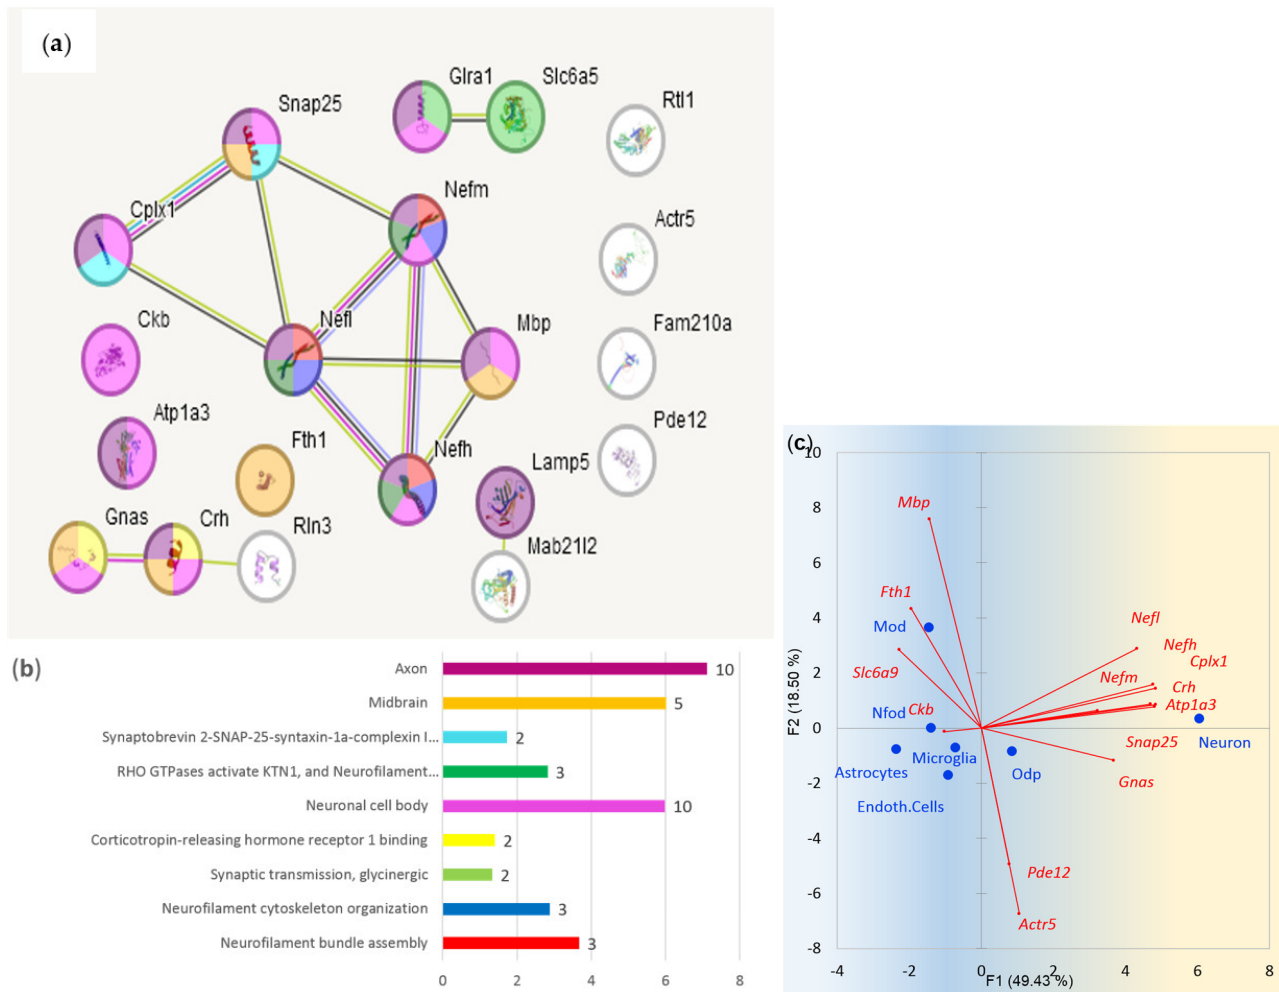 (a)
Glra1
Slc6a5
Snap25
Rtl1
Nefm
Cplx1
Actr5
Ckb
Nefl
Mbp
Fam210a
Atp1a3
Fth1
Nefh
Pde12
Lamp5
Gnas
Crh
Rln3
Mab21l2
(b)
Axon 10
Midbrain 5
Synaptobrevin 2-SNAP-25-syntaxin-1a-complexin I... 2
RHO GTPases activate KTN1, and Neurofilament... 3
Neuronal cell body 10
Corticotropin-releasing hormone receptor 1 binding 2
Synaptic transmission, glycinergic 2
Neurofilament cytoskeleton organization 3
Neurofilament bundle assembly 3
0 2 4 6 8
(c)
10
8
6
4
2
0
-2
-4
-6
-8
F2 (18.50 %)
Mbp
Fth1
Mod
Slc6a9
Nfod
Ckb
Astrocytes
Microglia
Endoth.Cells
Odp
Nefl
Nefh
Cplx1
Nefm
Crh
Atp1a3
Snap25
Neuron
Gnas
Pde12
Actr5
-4 -2 0 2 4 6 8
F1 (49.43 %)